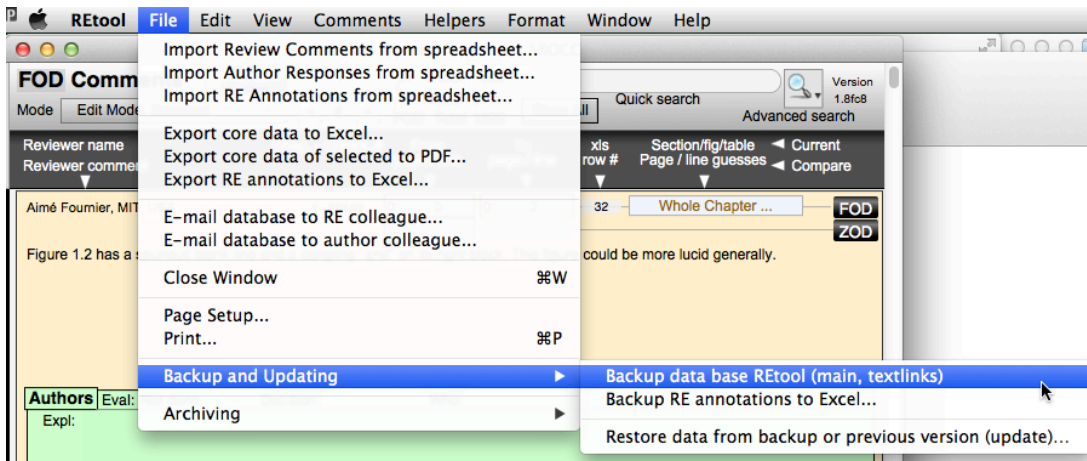 REtool File Edit View Comments Helpers Format Window Help
FOD Comm
Mode Edit Mode
Quick search
Version
1.8fc8
Advanced search
Reviewer name
Reviewer comme
xls
row #
Section/fig/table
Page / line guesses
Current
Compare
Aimé Fournier, MIT
32
Whole Chapter ...
FOD
ZOD
Figure 1.2 has a
could be more lucid generally.
Authors Eval:
Expl:
Import Review Comments from spreadsheet...
Import Author Responses from spreadsheet...
Import RE Annotations from spreadsheet...
Export core data to Excel...
Export core data of selected to PDF...
Export RE annotations to Excel...
E-mail database to RE colleague...
E-mail database to author colleague...
Close Window ⌘W
Page Setup...
Print... ⌘P
Backup and Updating
Archiving
Backup data base REtool (main, textlinks)
Backup RE annotations to Excel...
Restore data from backup or previous version (update)...